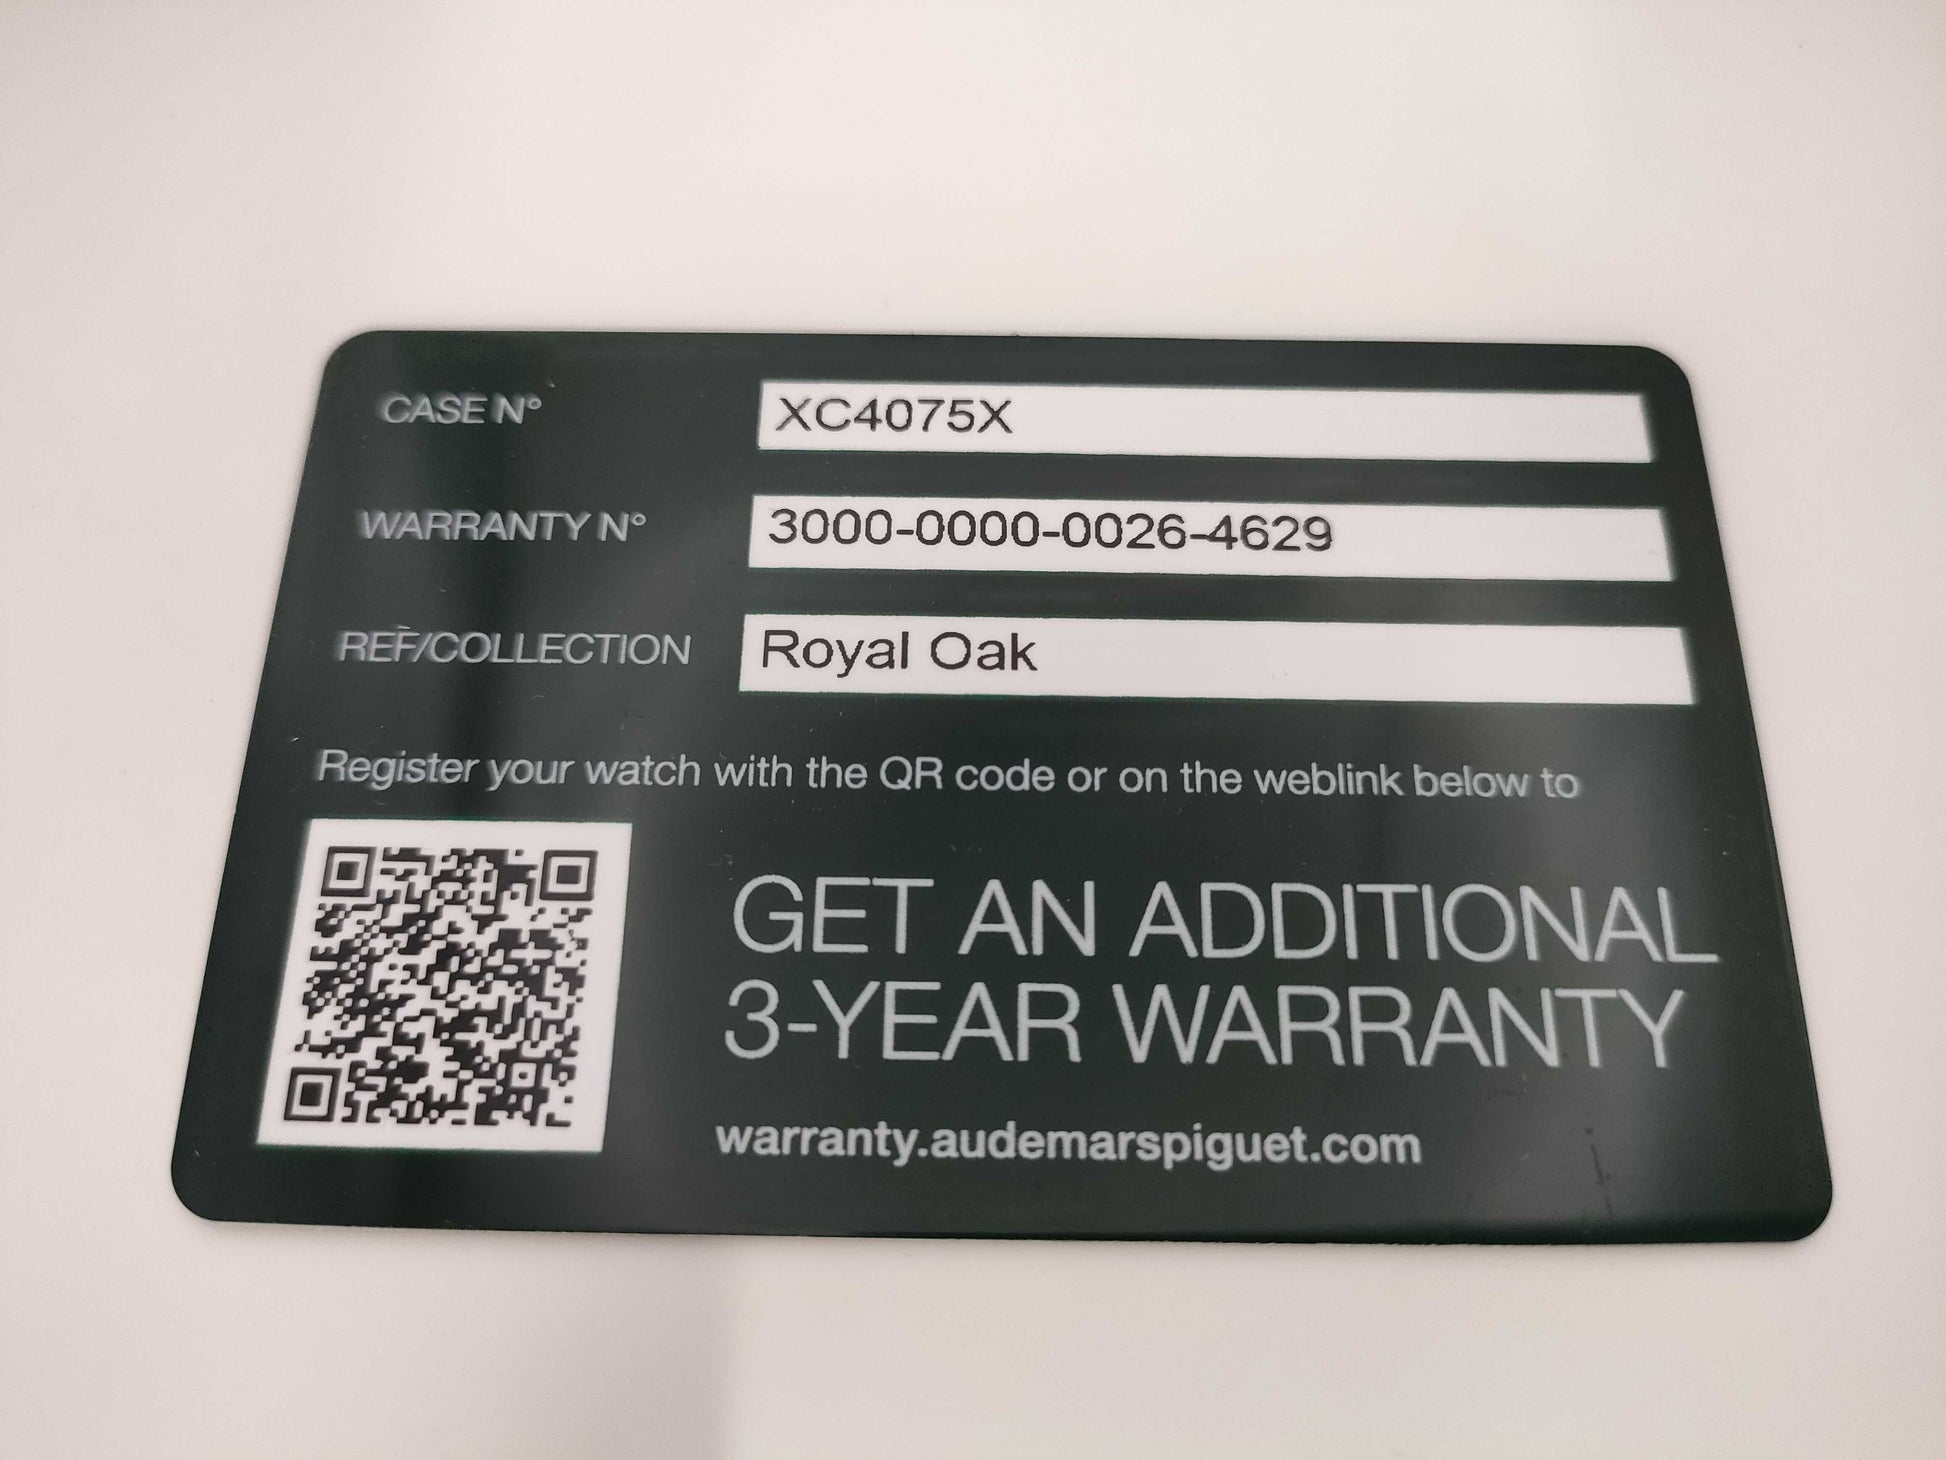 CASE N° XC4075X
WARRANTY N° 3000-0000-0026-4629
REF/COLLECTION Royal Oak
Register your watch with the QR code or on the weblink below to
GET AN ADDITIONAL
3-YEAR WARRANTY
warranty.audemarspiguet.com